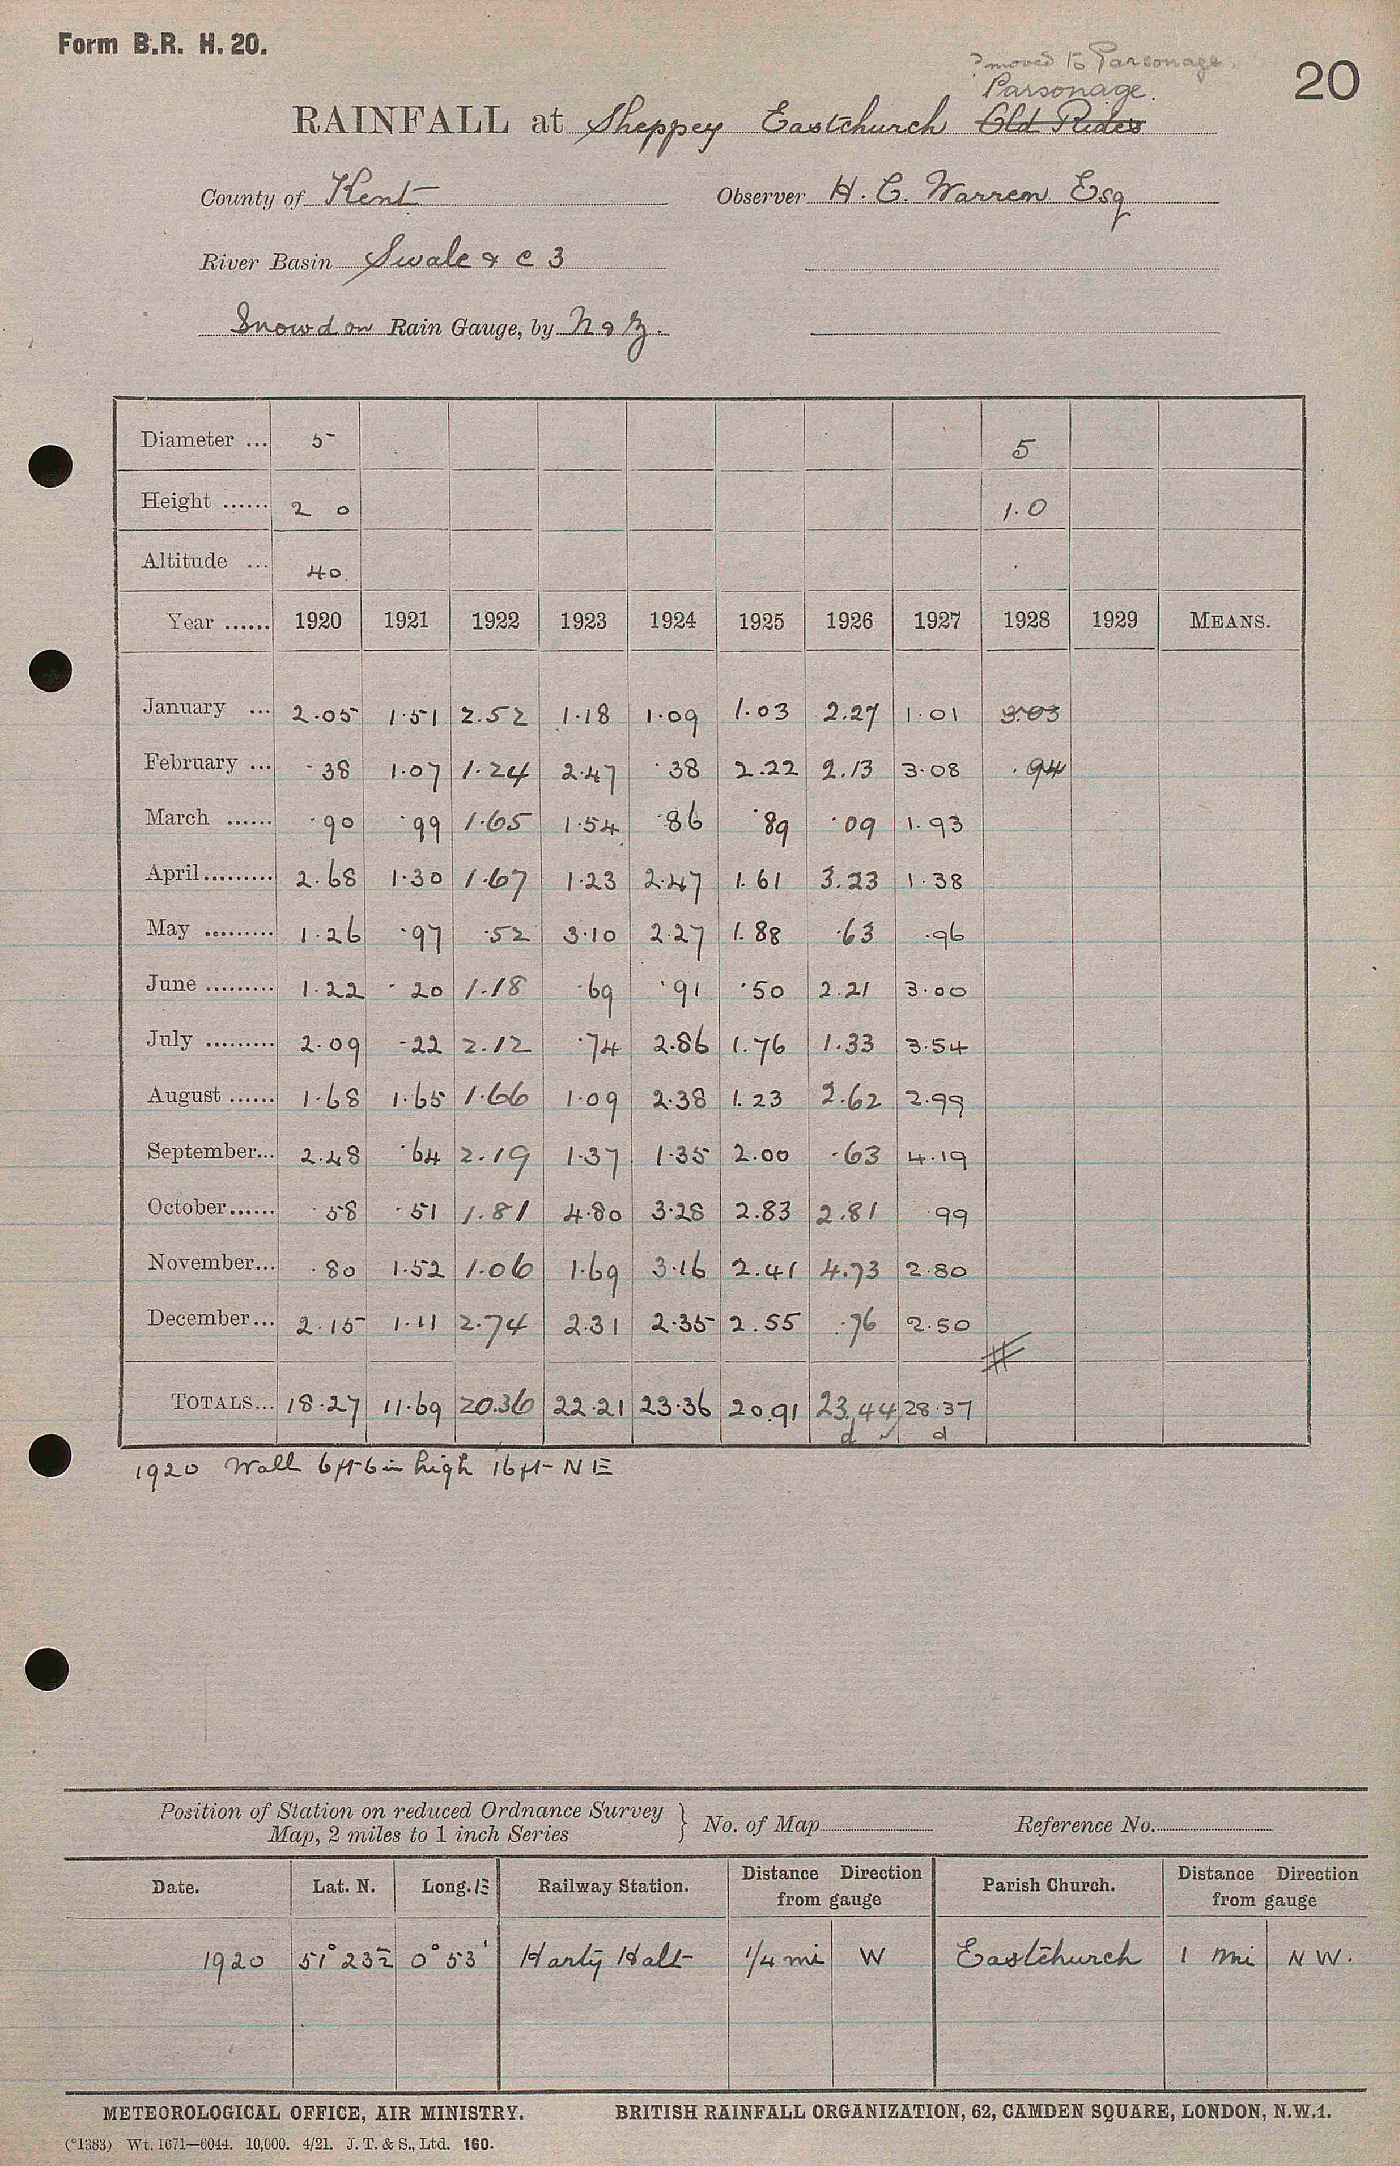 Form B.R. H. 20.
? moved to Parsonage.
Parsonage.
20
RAINFALL at Sheppey Eastchurch Old Rides
County of Kent Observer H. C. Warren Esq
River Basin Swale & c 3
Snowdon Rain Gauge, by N & Z.
Diameter ... 5 5
Height ...... 2 0 1.0
Altitude ... 40
Year ...... 1920 1921 1922 1923 1924 1925 1926 1927 1928 1929 MEANS.
January ... 2.05 1.51 2.52 1.18 1.09 1.03 2.27 1.01 3.03
February ... .38 1.07 1.24 2.47 .38 2.22 2.13 3.08 .94
March ...... .90 .99 1.65 1.54 .86 .89 .09 1.93
April ......... 2.68 1.30 1.67 1.23 2.47 1.61 3.23 1.38
May ......... 1.26 .97 .52 3.10 2.27 1.88 .63 .96
June ......... 1.22 .20 1.18 .69 .91 .50 2.21 3.00
July ......... 2.09 .22 2.12 .74 2.86 1.76 1.33 3.54
August ...... 1.68 1.65 1.66 1.09 2.38 1.23 2.62 2.99
September... 2.48 .64 2.19 1.37 1.35 2.00 .63 4.19
October...... .58 .51 1.81 4.80 3.28 2.83 2.81 .99
November... .80 1.52 1.06 1.69 3.16 2.41 4.73 2.80
December... 2.15 1.11 2.74 2.31 2.35 2.55 .76 2.50
TOTALS... 18.27 11.69 20.36 22.21 23.36 20.91 23.44 28.37
d ✓ d
1920 Wall 6ft 6in high 16ft NE
Position of Station on reduced Ordnance Survey
Map, 2 miles to 1 inch Series } No. of Map Reference No.
Date. Lat. N. Long. E Railway Station. Distance Direction from gauge Parish Church. Distance Direction from gauge
1920 51° 23½ 0° 53' Harty Halt 1/4 mi W Eastchurch 1 mi NW.
METEOROLOGICAL OFFICE, AIR MINISTRY. BRITISH RAINFALL ORGANIZATION, 62, CAMDEN SQUARE, LONDON, N.W.1.
(*1383) Wt. 1671—6044. 10,000. 4/21. J. T. & S., Ltd. 160.